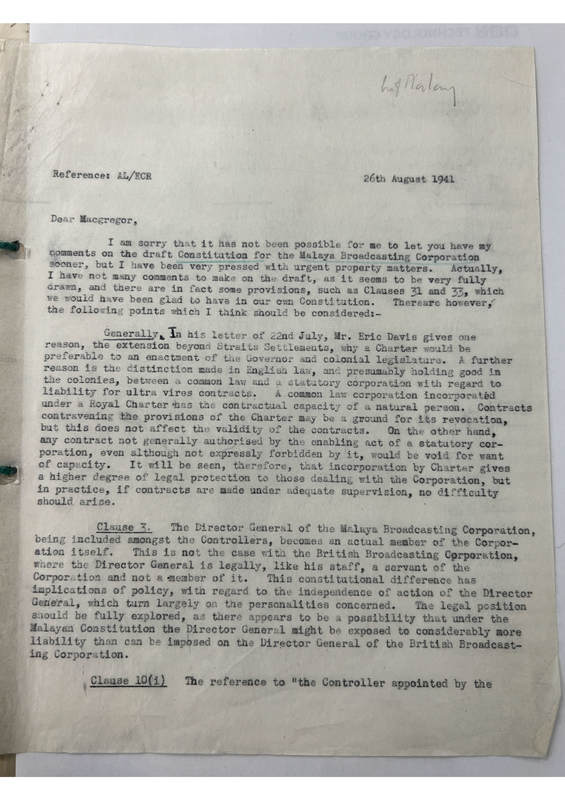 Reference: AL/ECR
26th August 1941
Dear Macgregor,
I am sorry that it has not been possible for me to let you have my
comments on the draft Constitution for the Malaya Broadcasting Corporation
sooner, but I have been very pressed with urgent property matters. Actually,
I have not many comments to make on the draft, as it seems to be very fully
drawn, and there are in fact some provisions, such as Clauses 31 and 33, which
we would have been glad to have in our own Constitution. Thereare however,
the following points which I think should be considered:-
Generally. In his letter of 22nd July, Mr. Eric Davis gives one
reason, the extension beyond Straits Settlements, why a Charter would be
preferable to an enactment of the Governor and colonial legislature. A further
reason is the distinction made in English law, and presumably holding good in
the colonies, between a common law and a statutory corporation with regard to
liability for ultra vires contracts. A common law corporation incorporated
under a Royal Charter has the contractual capacity of a natural person. Contracts
contravening the provisions of the Charter may be a ground for its revocation,
but this does not affect the validity of the contracts. On the other hand,
any contract not generally authorised by the enabling act of a statutory cor-
poration, even although not expressly forbidden by it, would be void for want
of capacity. It will be seen, therefore, that incorporation by Charter gives
a higher degree of legal protection to those dealing with the Corporation, but
in practice, if contracts are made under adequate supervision, no difficulty
should arise.
Clause 3. The Director General of the Malaya Broadcasting Corporation,
being included amongst the Controllers, becomes an actual member of the Corpor-
ation itself. This is not the case with the British Broadcasting Corporation,
where the Director General is legally, like his staff, a servant of the
Corporation and not a member of it. This constitutional difference has
implications of policy, with regard to the independence of action of the Director
General, which turn largely on the personalities concerned. The legal position
should be fully explored, as there appears to be a possibility that under the
Malayan Constitution the Director General might be exposed to considerably more
liability than can be imposed on the Director General of the British Broadcast-
ing Corporation.
Clause 10(i) The reference to "the Controller appointed by the